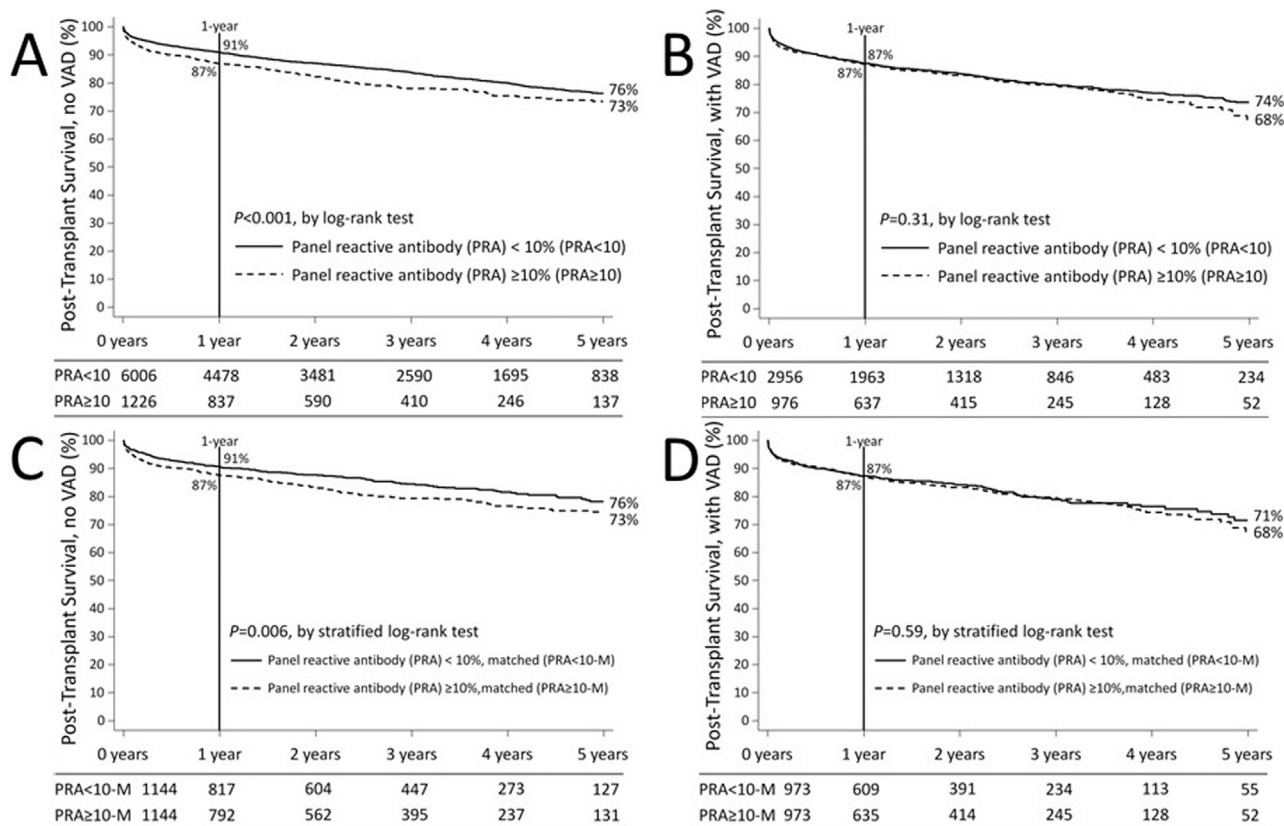 A
Post-Transplant Survival, no VAD (%)
100
90
80
70
60
50
40
30
20
10
0
1-year
91%
87%
76%
73%
P<0.001, by log-rank test
Panel reactive antibody (PRA) < 10% (PRA<10)
Panel reactive antibody (PRA) ≥10% (PRA≥10)
0 years 1 year 2 years 3 years 4 years 5 years
PRA<10 6006 4478 3481 2590 1695 838
PRA≥10 1226 837 590 410 246 137
B
Post-Transplant Survival, with VAD (%)
100
90
80
70
60
50
40
30
20
10
0
1-year
87%
87%
74%
68%
P=0.31, by log-rank test
Panel reactive antibody (PRA) < 10% (PRA<10)
Panel reactive antibody (PRA) ≥10% (PRA≥10)
0 years 1 year 2 years 3 years 4 years 5 years
PRA<10 2956 1963 1318 846 483 234
PRA≥10 976 637 415 245 128 52
C
Post-Transplant Survival, no VAD (%)
100
90
80
70
60
50
40
30
20
10
0
1-year
91%
87%
76%
73%
P=0.006, by stratified log-rank test
Panel reactive antibody (PRA) < 10%, matched (PRA<10-M)
Panel reactive antibody (PRA) ≥10%,matched (PRA≥10-M)
0 years 1 year 2 years 3 years 4 years 5 years
PRA<10-M 1144 817 604 447 273 127
PRA≥10-M 1144 792 562 395 237 131
D
Post-Transplant Survival, with VAD (%)
100
90
80
70
60
50
40
30
20
10
0
1-year
87%
87%
71%
68%
P=0.59, by stratified log-rank test
Panel reactive antibody (PRA) < 10%, matched (PRA<10-M)
Panel reactive antibody (PRA) ≥10%,matched (PRA≥10-M)
0 years 1 year 2 years 3 years 4 years 5 years
PRA<10-M 973 609 391 234 113 55
PRA≥10-M 973 635 414 245 128 52